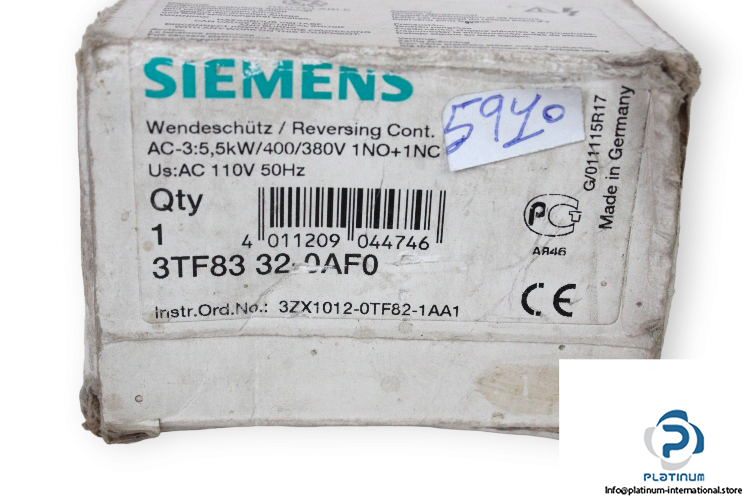 SIEMENS
5940
Wendeschütz / Reversing Cont.
AC-3:5,5kW/400/380V 1NO+1NC
Us:AC 110V 50Hz
Qty
1
4 011209 044746
3TF83 32-0AF0
Instr.Ord.No.: 3ZX1012-0TF82-1AA1
G/011115R17
Made in Germany
PG
AЯ46
CE
PLATINUM
Info@platinum-international.store